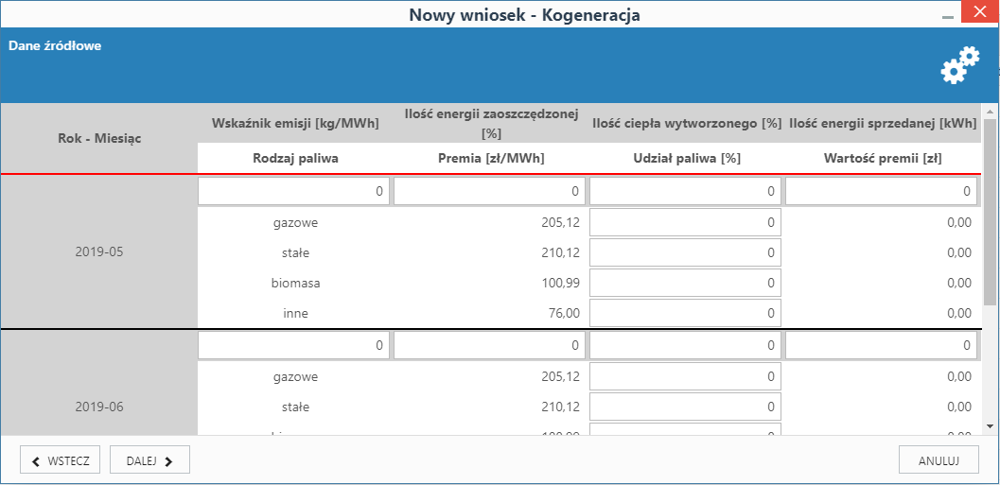 Nowy wniosek - Kogeneracja
Dane źródłowe
Rok - Miesiąc
Wskaźnik emisji [kg/MWh]
Ilość energii zaoszczędzonej
[%]
Ilość ciepła wytworzonego [%]
Ilość energii sprzedanej [kWh]
Rodzaj paliwa
Premia [zł/MWh]
Udział paliwa [%]
Wartość premii [zł]
2019-05
0 0 0 0
gazowe 205,12 0 0,00
stałe 210,12 0 0,00
biomasa 100,99 0 0,00
inne 76,00 0 0,00
2019-06
0 0 0 0
gazowe 205,12 0 0,00
stałe 210,12 0 0,00
WSTECZ
DALEJ
ANULUJ